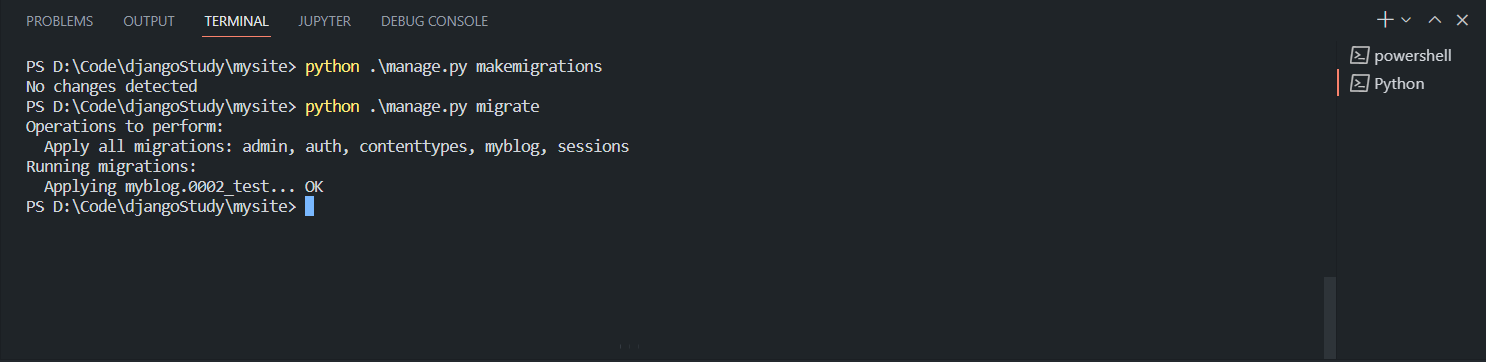 PROBLEMS OUTPUT TERMINAL JUPYTER DEBUG CONSOLE
PS D:\Code\djangoStudy\mysite> python .\manage.py makemigrations
No changes detected
PS D:\Code\djangoStudy\mysite> python .\manage.py migrate
Operations to perform:
  Apply all migrations: admin, auth, contenttypes, myblog, sessions
Running migrations:
  Applying myblog.0002_test... OK
PS D:\Code\djangoStudy\mysite>
powershell
Python